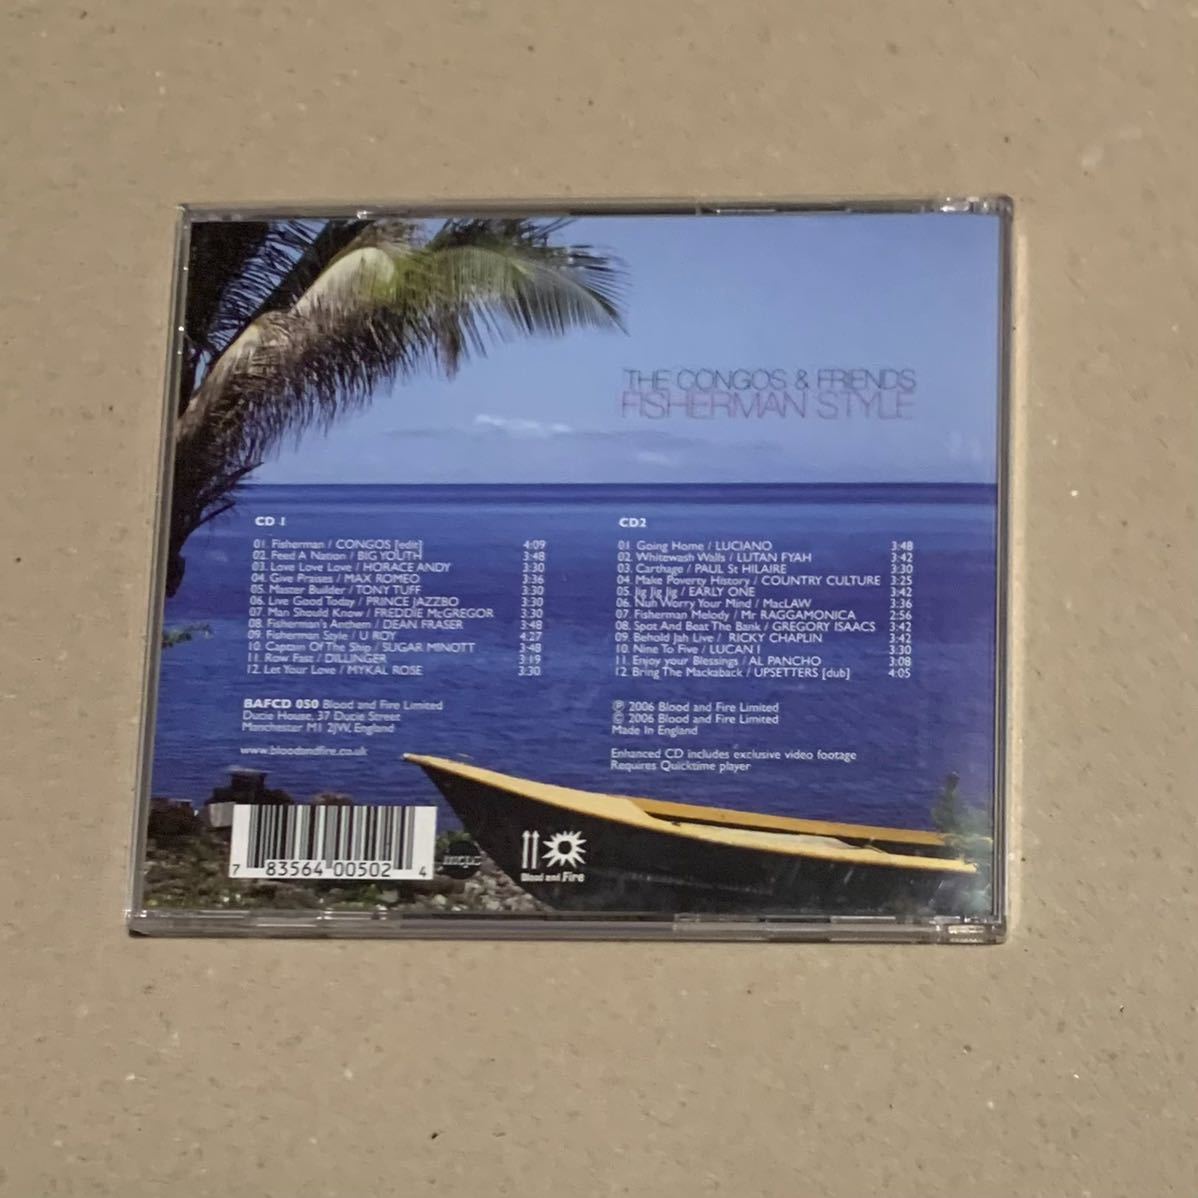 THE CONGOS & FRIENDS
FISHERMAN STYLE
CD 1
01. Fisherman / CONGOS [edit] 4:09
02. Feed A Nation / BIG YOUTH 3:48
03. Love Love Love / HORACE ANDY 3:30
04. Give Praises / MAX ROMEO 3:36
05. Master Builder / TONY TUFF 3:30
06. Live Good Today / PRINCE JAZZBO 3:30
07. Man Should Know / FREDDIE McGREGOR 3:30
08. Fisherman's Anthem / DEAN FRASER 3:48
09. Fisherman Style / U ROY 4:27
10. Captain Of The Ship / SUGAR MINOTT 3:48
11. Row Fast / DILLINGER 3:19
12. Let Your Love / MYKAL ROSE 3:30
BAFCD 050 Blood and Fire Limited
Ducie House, 37 Ducie Street
Manchester M1 2JW, England
www.bloodandfire.co.uk
CD2
01. Going Home / LUCIANO 3:48
02. Whitewash Walls / LUTAN FYAH 3:42
03. Carthage / PAUL St HILAIRE 3:30
04. Make Poverty History / COUNTRY CULTURE 3:25
05. Jig Jig Jig / EARLY ONE 3:42
06. Nuh Worry Your Mind / MacLAW 3:36
07. Fisherman Melody / Mr RAGGAMONICA 2:56
08. Spot And Beat The Bank / GREGORY ISAACS 3:42
09. Behold Jah Live / RICKY CHAPLIN 3:42
10. Nine To Five / LUCAN I 3:30
11. Enjoy your Blessings / AL PANCHO 3:08
12. Bring The Mackaback / UPSETTERS [dub] 4:05
℗ 2006 Blood and Fire Limited
© 2006 Blood and Fire Limited
Made In England
Enhanced CD includes exclusive video footage
Requires Quicktime player
7 83564 00502 4
mcps
Blood and Fire